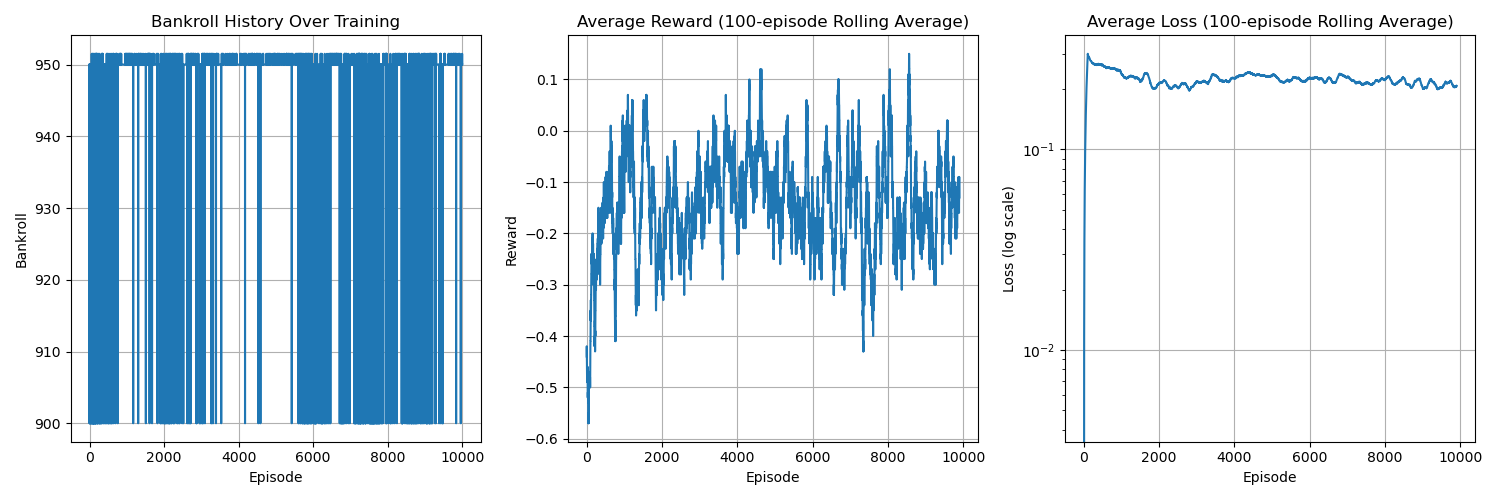 Bankroll History Over Training
Bankroll
950
940
930
920
910
900
0 2000 4000 6000 8000 10000
Episode
Average Reward (100-episode Rolling Average)
Reward
0.1
0.0
−0.1
−0.2
−0.3
−0.4
−0.5
−0.6
0 2000 4000 6000 8000 10000
Episode
Average Loss (100-episode Rolling Average)
Loss (log scale)
10⁻¹
10⁻²
0 2000 4000 6000 8000 10000
Episode